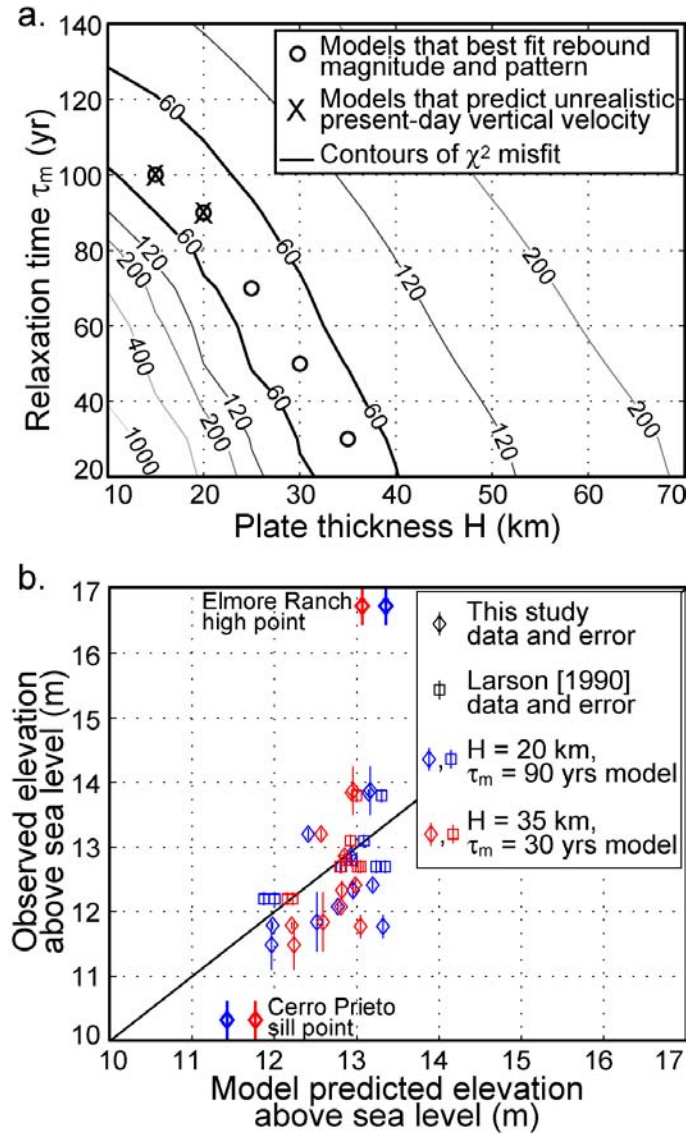 a.
140
120
100
80
60
40
20
Relaxation time τm (yr)
Models that best fit rebound
magnitude and pattern
Models that predict unrealistic
present-day vertical velocity
Contours of χ2 misfit
60
60
60
60
60
60
120
120
200
200
400
1000
120
120
200
200
10 20 30 40 50 60 70
Plate thickness H (km)
b.
17
16
15
14
13
12
11
10
Observed elevation
above sea level (m)
Elmore Ranch
high point
This study
data and error
Larson [1990]
data and error
H = 20 km,
τm = 90 yrs model
H = 35 km,
τm = 30 yrs model
Cerro Prieto
sill point
10 11 12 13 14 15 16 17
Model predicted elevation
above sea level (m)